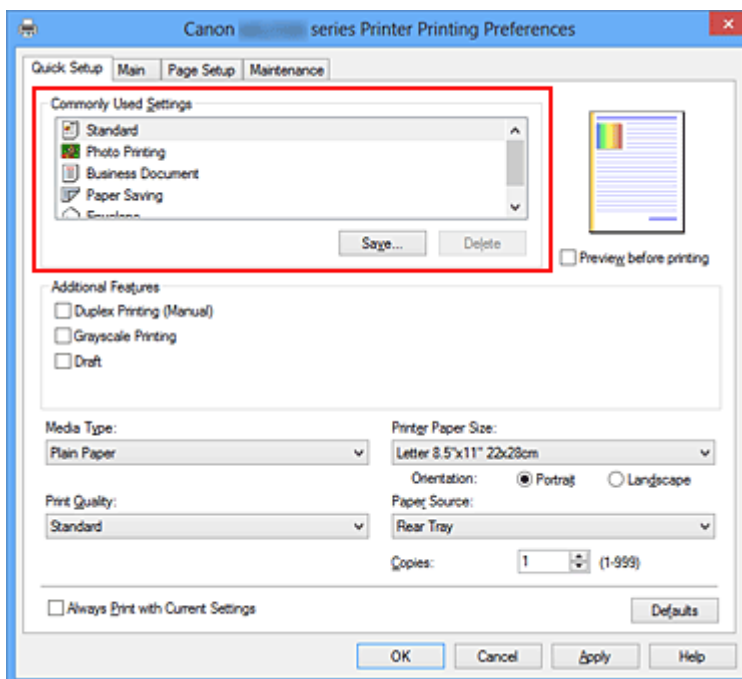 Canon series Printer Printing Preferences
Quick Setup Main Page Setup Maintenance
Commonly Used Settings
Standard
Photo Printing
Business Document
Paper Saving
Envelope
Save... Delete
Preview before printing
Additional Features
Duplex Printing (Manual)
Grayscale Printing
Draft
Media Type:
Plain Paper
Printer Paper Size:
Letter 8.5"x11" 22x28cm
Orientation: Portrait Landscape
Print Quality:
Standard
Paper Source:
Rear Tray
Copies: 1 (1-999)
Always Print with Current Settings
Defaults
OK Cancel Apply Help